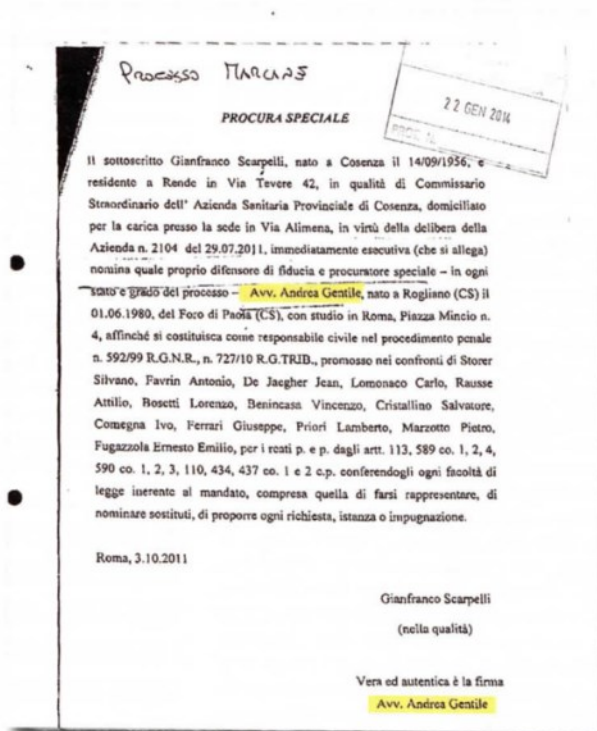 PROCESSO MARLANE
22 GEN 2014
PROC. N.
PROCURA SPECIALE
Il sottoscritto Gianfranco Scarpelli, nato a Cosenza il 14/09/1956, e
residente a Rende in Via Tevere 42, in qualità di Commissario
Straordinario dell' Azienda Sanitaria Provinciale di Cosenza, domiciliato
per la carica presso la sede in Via Alimena, in virtù della delibera della
Azienda n. 2104 del 29.07.2011, immediatamente esecutiva (che si allega)
nomina quale proprio difensore di fiducia e procuratore speciale – in ogni
stato e grado del processo – Avv. Andrea Gentile, nato a Rogliano (CS) il
01.06.1980, del Foro di Paola (CS), con studio in Roma, Piazza Mincio n.
4, affinché si costituisca come responsabile civile nel procedimento penale
n. 592/99 R.G.N.R., n. 727/10 R.G.TRIB., promosso nei confronti di Storer
Silvano, Favrin Antonio, De Jaegher Jean, Lomonaco Carlo, Rausse
Attilio, Bosetti Lorenzo, Benincasa Vincenzo, Cristallino Salvatore,
Comegna Ivo, Ferrari Giuseppe, Priori Lamberto, Marzotto Pietro,
Fugazzola Ernesto Emilio, per i reati p. e p. dagli artt. 113, 589 co. 1, 2, 4,
590 co. 1, 2, 3, 110, 434, 437 co. 1 e 2 c.p. conferendogli ogni facoltà di
legge inerente al mandato, compresa quella di farsi rappresentare, di
nominare sostituti, di proporre ogni richiesta, istanza o impugnazione.
Roma, 3.10.2011
Gianfranco Scarpelli
(nella qualità)
Vera ed autentica è la firma
Avv. Andrea Gentile